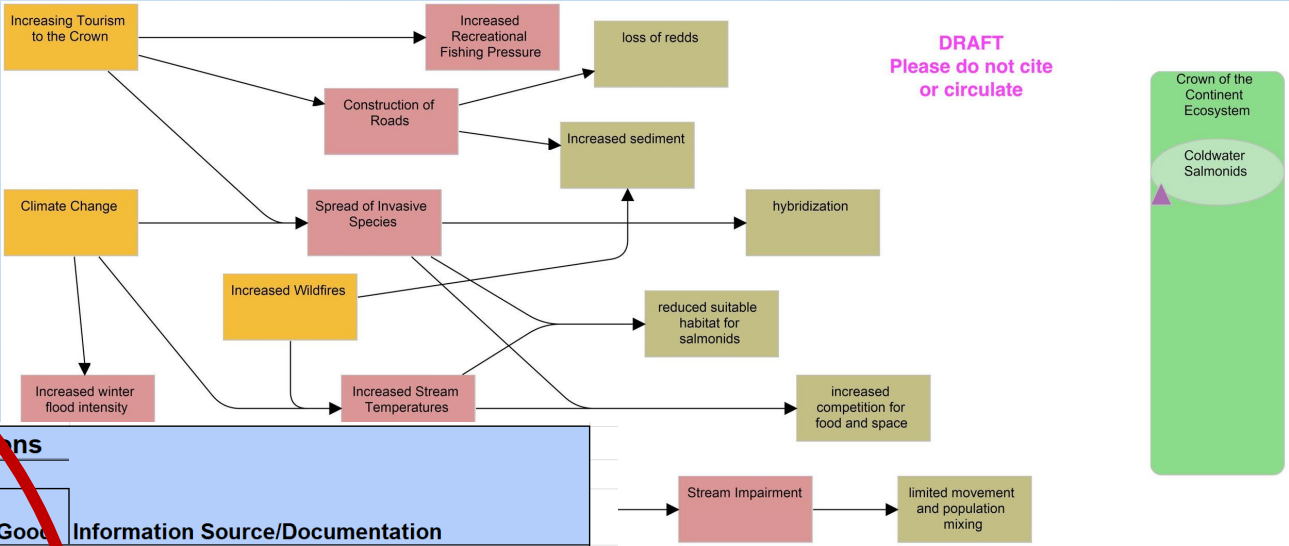 Increasing Tourism
to the Crown
Increased
Recreational
Fishing Pressure
loss of redds
DRAFT
Please do not cite
or circulate
Crown of the
Continent
Ecosystem
Construction of
Roads
Increased sediment
Coldwater
Salmonids
Climate Change
Spread of Invasive
Species
hybridization
Increased Wildfires
reduced suitable
habitat for
salmonids
Increased winter
flood intensity
Increased Stream
Temperatures
increased
competition for
food and space
ons
Good Information Source/Documentation
Stream Impairment
limited movement
and population
mixing